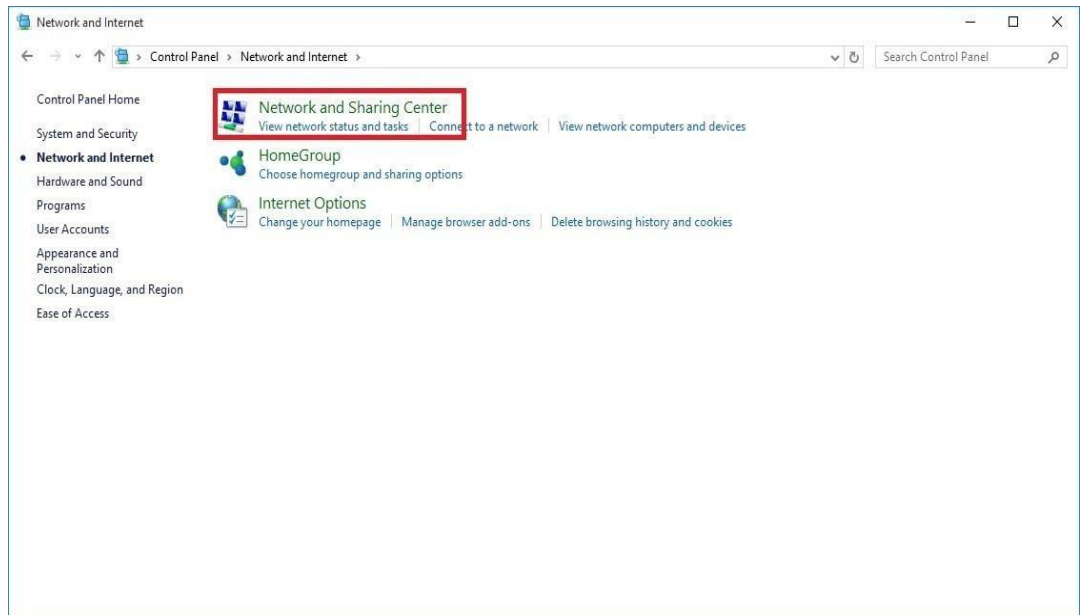 Network and Internet
Control Panel > Network and Internet >
Search Control Panel
Control Panel Home
System and Security
Network and Internet
Hardware and Sound
Programs
User Accounts
Appearance and
Personalization
Clock, Language, and Region
Ease of Access
Network and Sharing Center
View network status and tasks
Connect to a network
View network computers and devices
HomeGroup
Choose homegroup and sharing options
Internet Options
Change your homepage
Manage browser add-ons
Delete browsing history and cookies